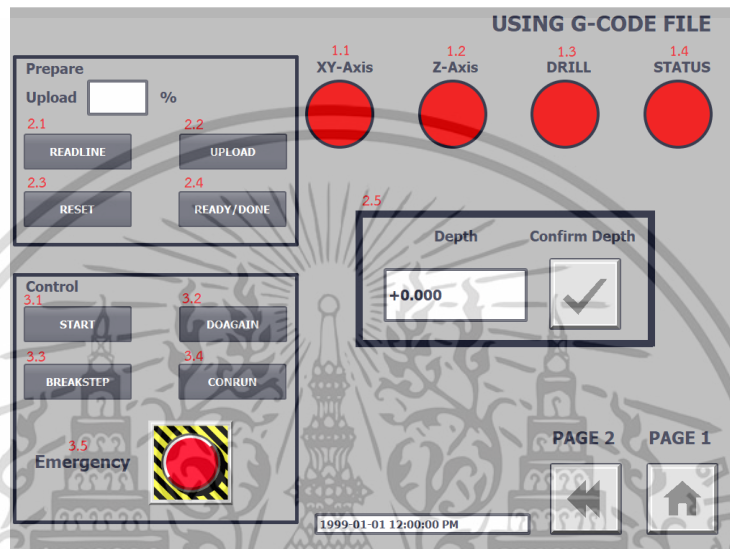 USING G-CODE FILE
1.1 1.2 1.3 1.4
XY-Axis Z-Axis DRILL STATUS
Prepare
Upload %
2.1 2.2
READLINE UPLOAD
2.3 2.4
RESET READY/DONE
2.5
Depth Confirm Depth
+0.000
Control
3.1 3.2
START DOAGAIN
3.3 3.4
BREAKSTEP CONRUN
3.5
Emergency
PAGE 2 PAGE 1
1999-01-01 12:00:00 PM